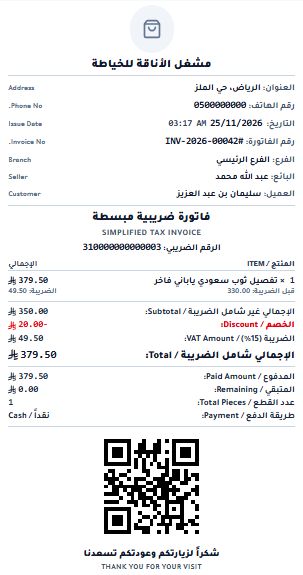 مشغل الأناقة للخياطة
العنوان: الرياض، حي الملز Address
رقم الهاتف: 0500000000 Phone No.
التاريخ: 25/11/2026 03:17 AM Issue Date
رقم الفاتورة: #INV-2026-00042 Invoice No.
الفرع: الفرع الرئيسي Branch
البائع: عبد الله محمد Seller
العميل: سليمان بن عبد العزيز Customer
فاتورة ضريبية مبسطة
SIMPLIFIED TAX INVOICE
الرقم الضريبي: 310000000000003
المنتج / ITEM الإجمالي
1 × تفصيل ثوب سعودي ياباني فاخر 379.50
قبل الضريبة: 330.00 الضريبة: 49.50
الإجمالي غير شامل الضريبة / Subtotal: 350.00
الخصم / Discount: -20.00
الضريبة (15%) / VAT Amount: 49.50
الإجمالي شامل الضريبة / Total: 379.50
المدفوع / Paid Amount: 379.50
المتبقي / Remaining: 0.00
عدد القطع / Total Pieces: 1
طريقة الدفع / Payment: نقداً / Cash
شكراً لزيارتكم وعودتكم تسعدنا
THANK YOU FOR YOUR VISIT